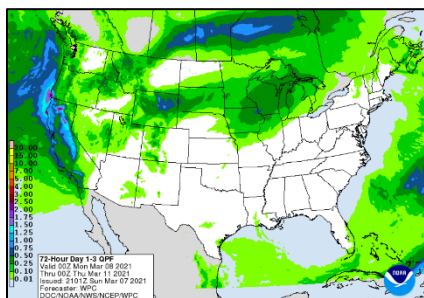 20.00
15.00
10.00
7.00
5.00
4.00
3.00
2.50
2.00
1.75
1.50
1.25
1.00
0.75
0.50
0.25
0.10
0.01
72-Hour Day 1-3 QPF
Valid 00Z Mon Mar 08 2021
Thru 00Z Thu Mar 11 2021
Issued: 2101Z Sun Mar 07 2021
Forecaster: WPC
DOC/NOAA/NWS/NCEP/WPC
NOAA